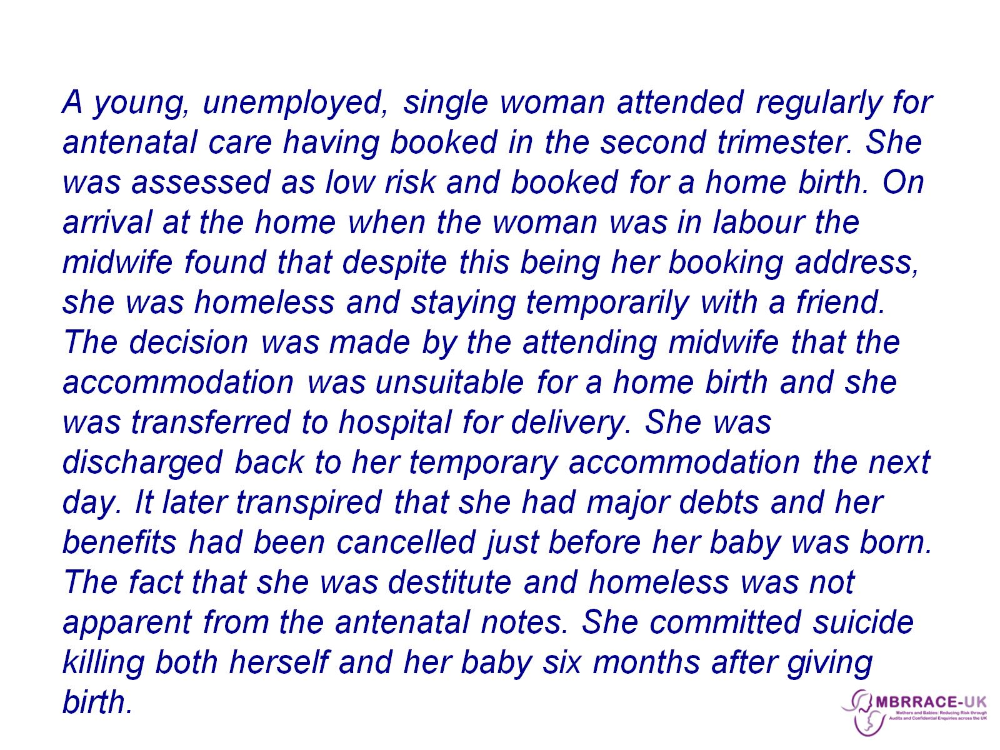 A young, unemployed, single woman attended regularly for
antenatal care having booked in the second trimester. She
was assessed as low risk and booked for a home birth. On
arrival at the home when the woman was in labour the
midwife found that despite this being her booking address,
she was homeless and staying temporarily with a friend.
The decision was made by the attending midwife that the
accommodation was unsuitable for a home birth and she
was transferred to hospital for delivery. She was
discharged back to her temporary accommodation the next
day. It later transpired that she had major debts and her
benefits had been cancelled just before her baby was born.
The fact that she was destitute and homeless was not
apparent from the antenatal notes. She committed suicide
killing both herself and her baby six months after giving
birth.
MBRRACE-UK
Mothers and Babies: Reducing Risk through
Audits and Confidential Enquiries across the UK